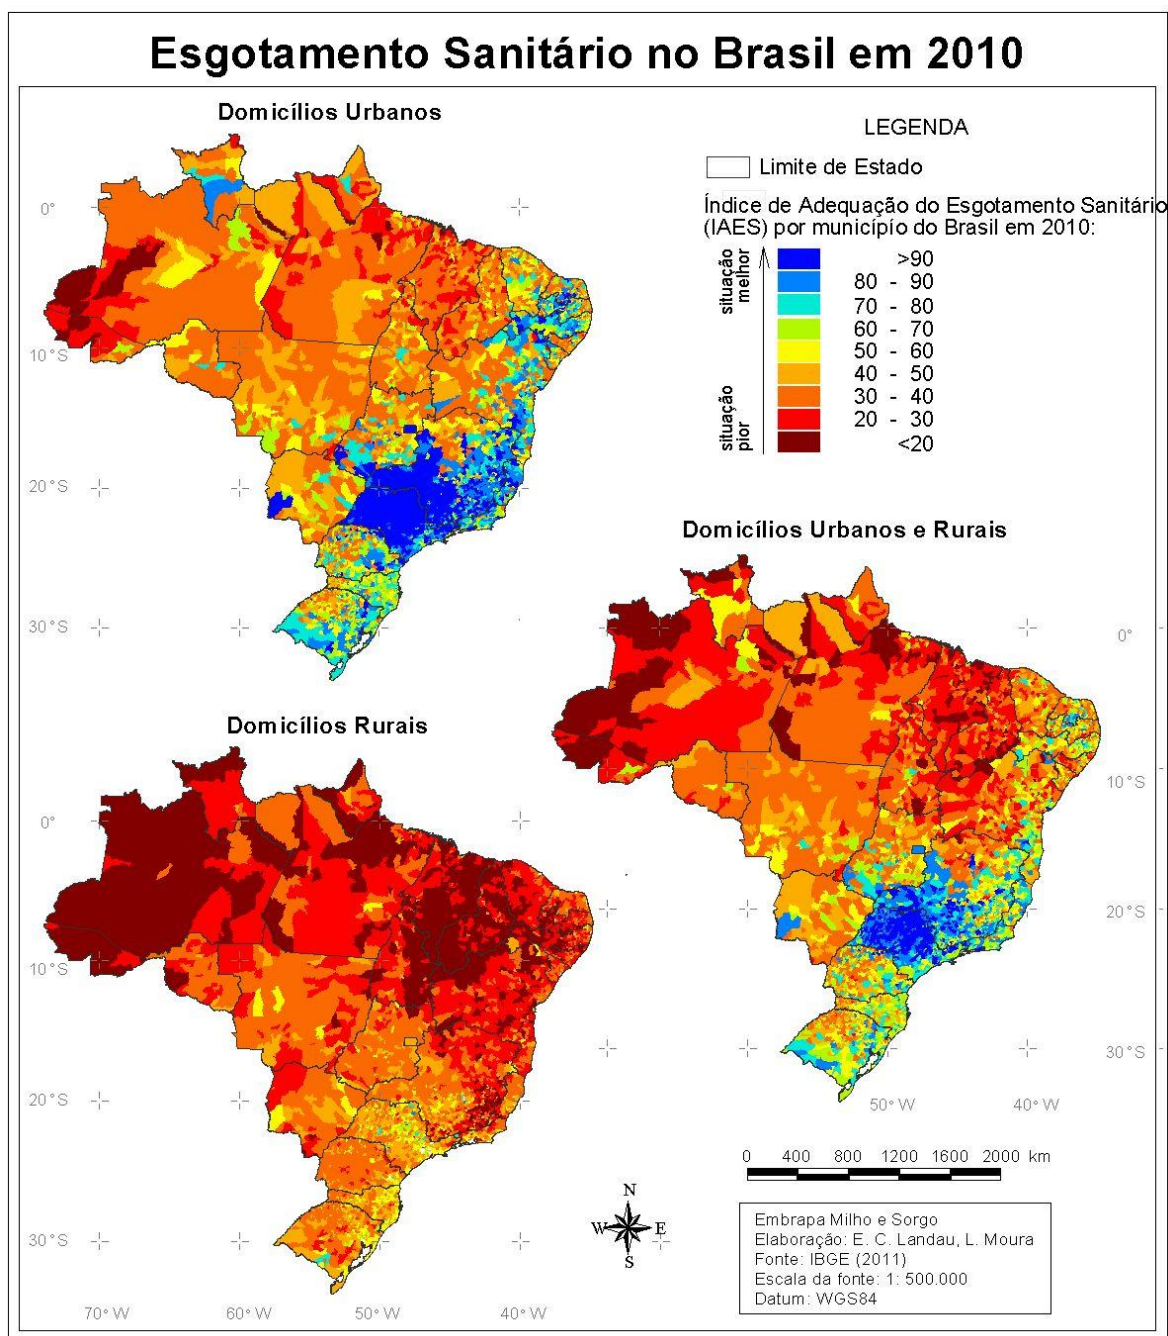 Esgotamento Sanitário no Brasil em 2010
Domicílios Urbanos
LEGENDA
Limite de Estado
Índice de Adequação do Esgotamento Sanitário
(IAES) por município do Brasil em 2010:
situação melhor
situação pior
>90
80 - 90
70 - 80
60 - 70
50 - 60
40 - 50
30 - 40
20 - 30
<20
0°
10°S
20°S
30°S
Domicílios Urbanos e Rurais
0°
10°S
20°S
30°S
50°W
40°W
Domicílios Rurais
0°
10°S
20°S
30°S
70°W
60°W
50°W
40°W
0 400 800 1200 1600 2000 km
N
W E
S
Embrapa Milho e Sorgo
Elaboração: E. C. Landau, L. Moura
Fonte: IBGE (2011)
Escala da fonte: 1: 500.000
Datum: WGS84